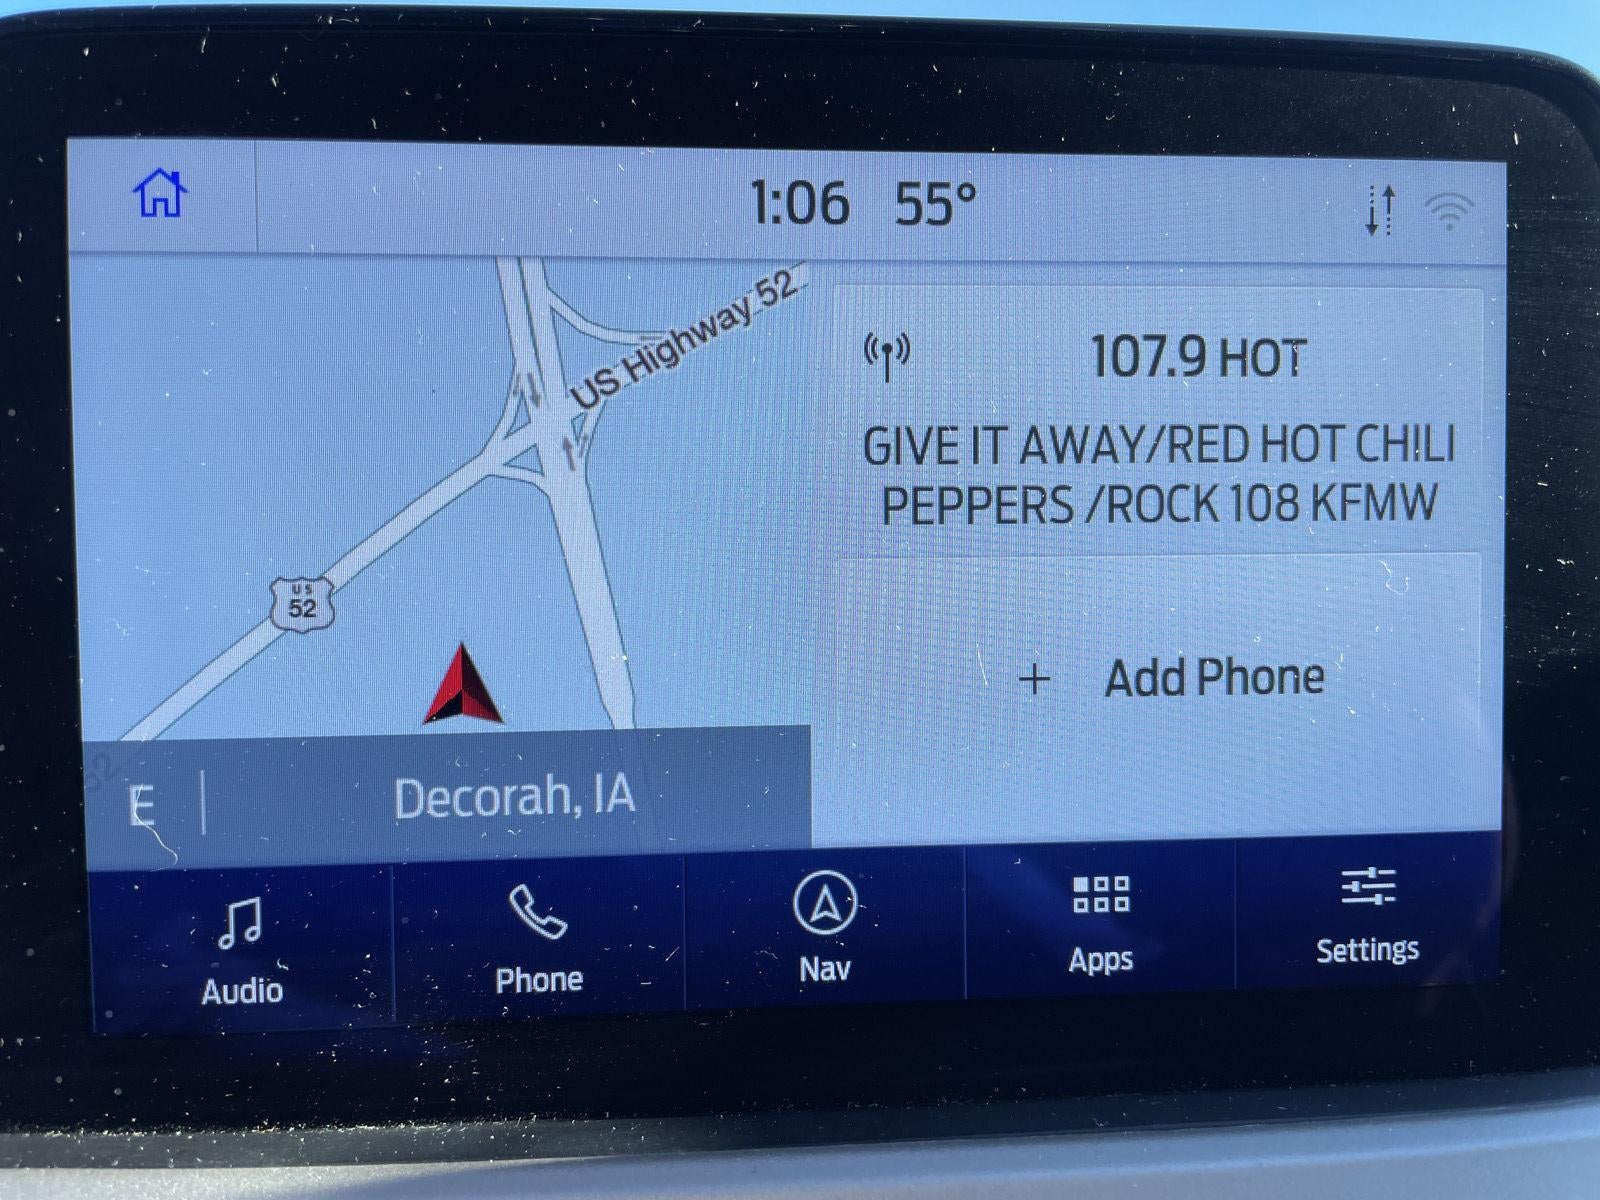 1:06 55°
US Highway 52
US
52
52
E
Decorah, IA
107.9 HOT
GIVE IT AWAY/RED HOT CHILI
PEPPERS /ROCK 108 KFMW
+ Add Phone
Audio
Phone
Nav
Apps
Settings